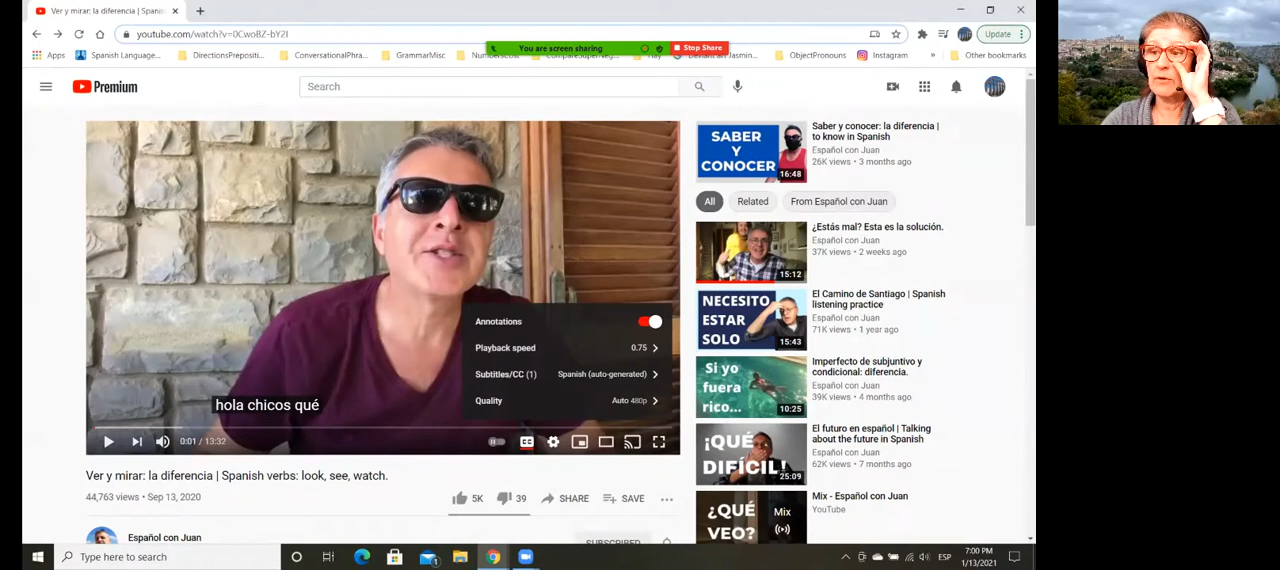 Ver y mirar: la diferencia | Spanis
youtube.com/watch?v=0CwoBZ-bY2I
Update
Apps
Spanish Language...
DirectionsPreposition...
ConversationalPhra...
GrammarMisc
You are screen sharing
Stop Share
ObjectPronouns
Instagram
»
Other bookmarks
Premium
Search
SABER
Y
CONOCER
16:48
Saber y conocer: la diferencia |
to know in Spanish
26K views • 3 months ago
All
Related
From Español con Juan
15:12
¿Estás mal? Esta es la solución.
Español con Juan
37K views • 2 weeks ago
NECESITO
ESTAR
SOLO
15:43
El Camino de Santiago | Spanish
listening practice
Español con Juan
71K views • 1 year ago
Si yo
fuera
rico...
10:25
Imperfecto de subjuntivo y
condicional: diferencia.
Español con Juan
39K views • 4 months ago
¡QUÉ
DIFÍCIL!
25:09
El futuro en español | Talking
about the future in Spanish
Español con Juan
62K views • 7 months ago
¿QUÉ
VEO?
Mix
Mix - Español con Juan
YouTube
Annotations
Playback speed
0.75
Subtitles/CC (1)
Spanish (auto-generated)
Quality
Auto 480p
hola chicos qué
0:01 / 13:32
CC
Ver y mirar: la diferencia | Spanish verbs: look, see, watch.
44,763 views • Sep 13, 2020
5K
39
SHARE
SAVE
Español con Juan
SUBSCRIBED
Type here to search
ESP
7:00 PM
1/13/2021